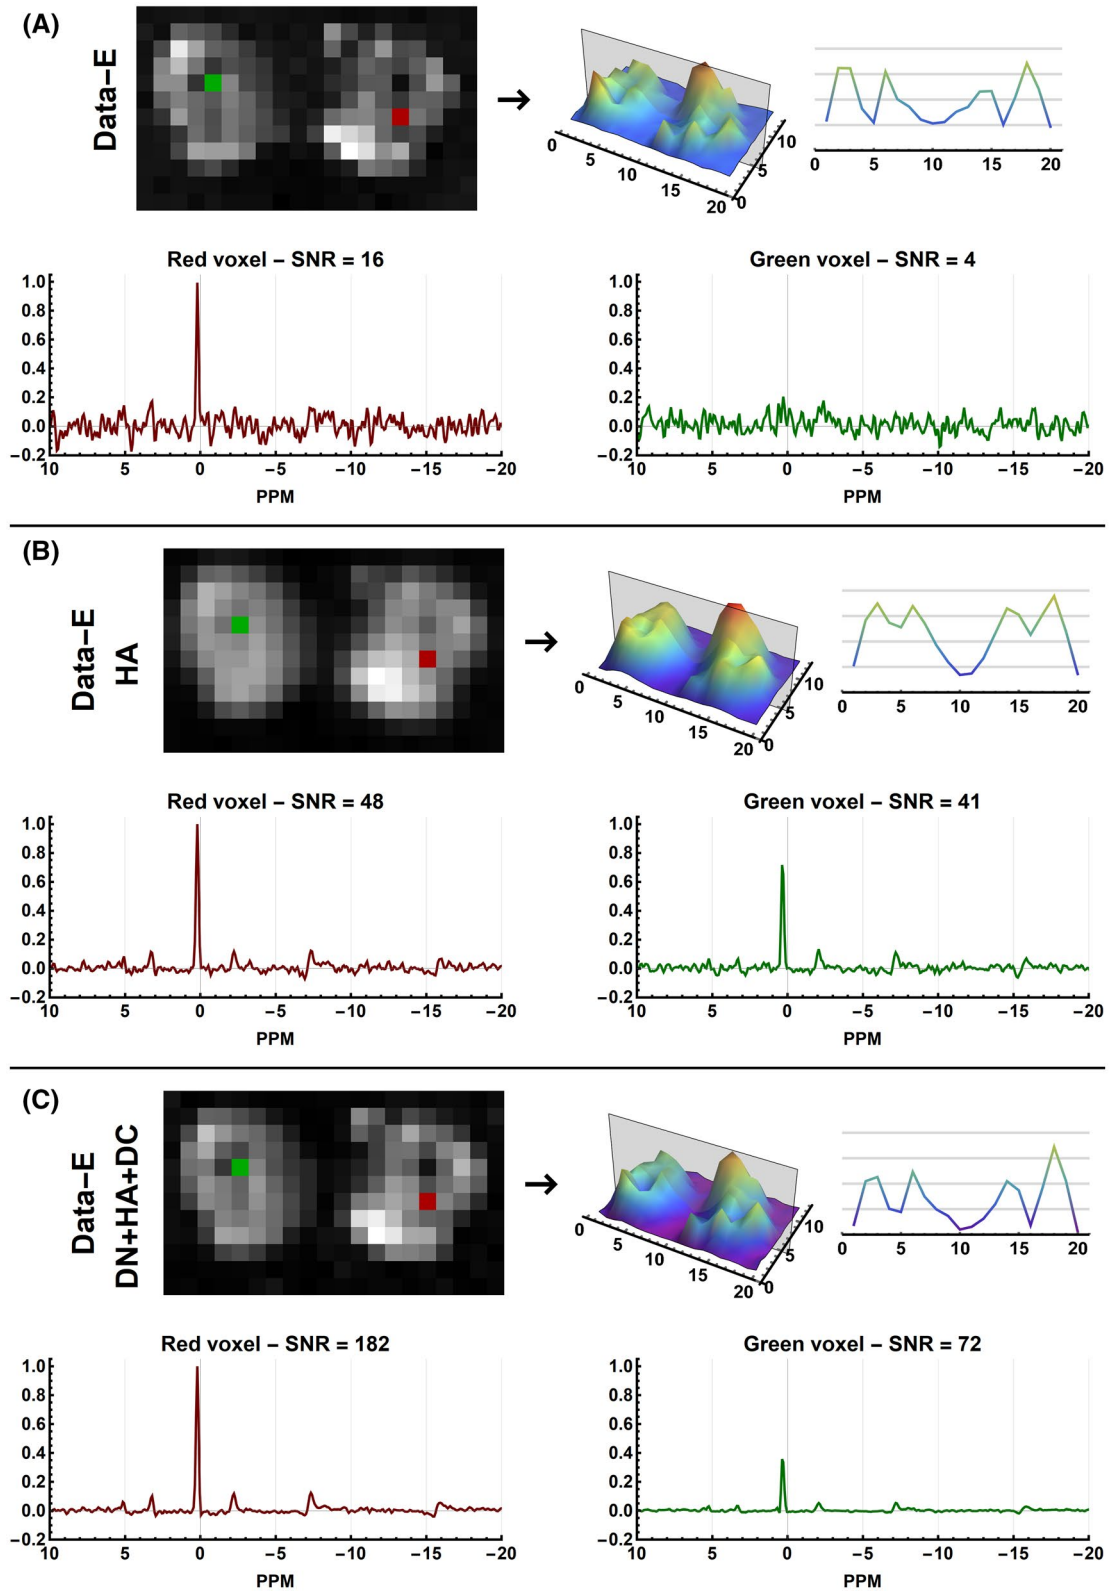 (A)
Data–E
0
5
10
15
20
0
5
10
0 5 10 15 20
Red voxel – SNR = 16
1.0
0.8
0.6
0.4
0.2
0.0
−0.2
10 5 0 −5 −10 −15 −20
PPM
Green voxel – SNR = 4
1.0
0.8
0.6
0.4
0.2
0.0
−0.2
10 5 0 −5 −10 −15 −20
PPM
(B)
Data–E
HA
0
5
10
15
20
0
5
10
0 5 10 15 20
Red voxel – SNR = 48
1.0
0.8
0.6
0.4
0.2
0.0
−0.2
10 5 0 −5 −10 −15 −20
PPM
Green voxel – SNR = 41
1.0
0.8
0.6
0.4
0.2
0.0
−0.2
10 5 0 −5 −10 −15 −20
PPM
(C)
Data–E
DN+HA+DC
0
5
10
15
20
0
5
10
0 5 10 15 20
Red voxel – SNR = 182
1.0
0.8
0.6
0.4
0.2
0.0
−0.2
10 5 0 −5 −10 −15 −20
PPM
Green voxel – SNR = 72
1.0
0.8
0.6
0.4
0.2
0.0
−0.2
10 5 0 −5 −10 −15 −20
PPM